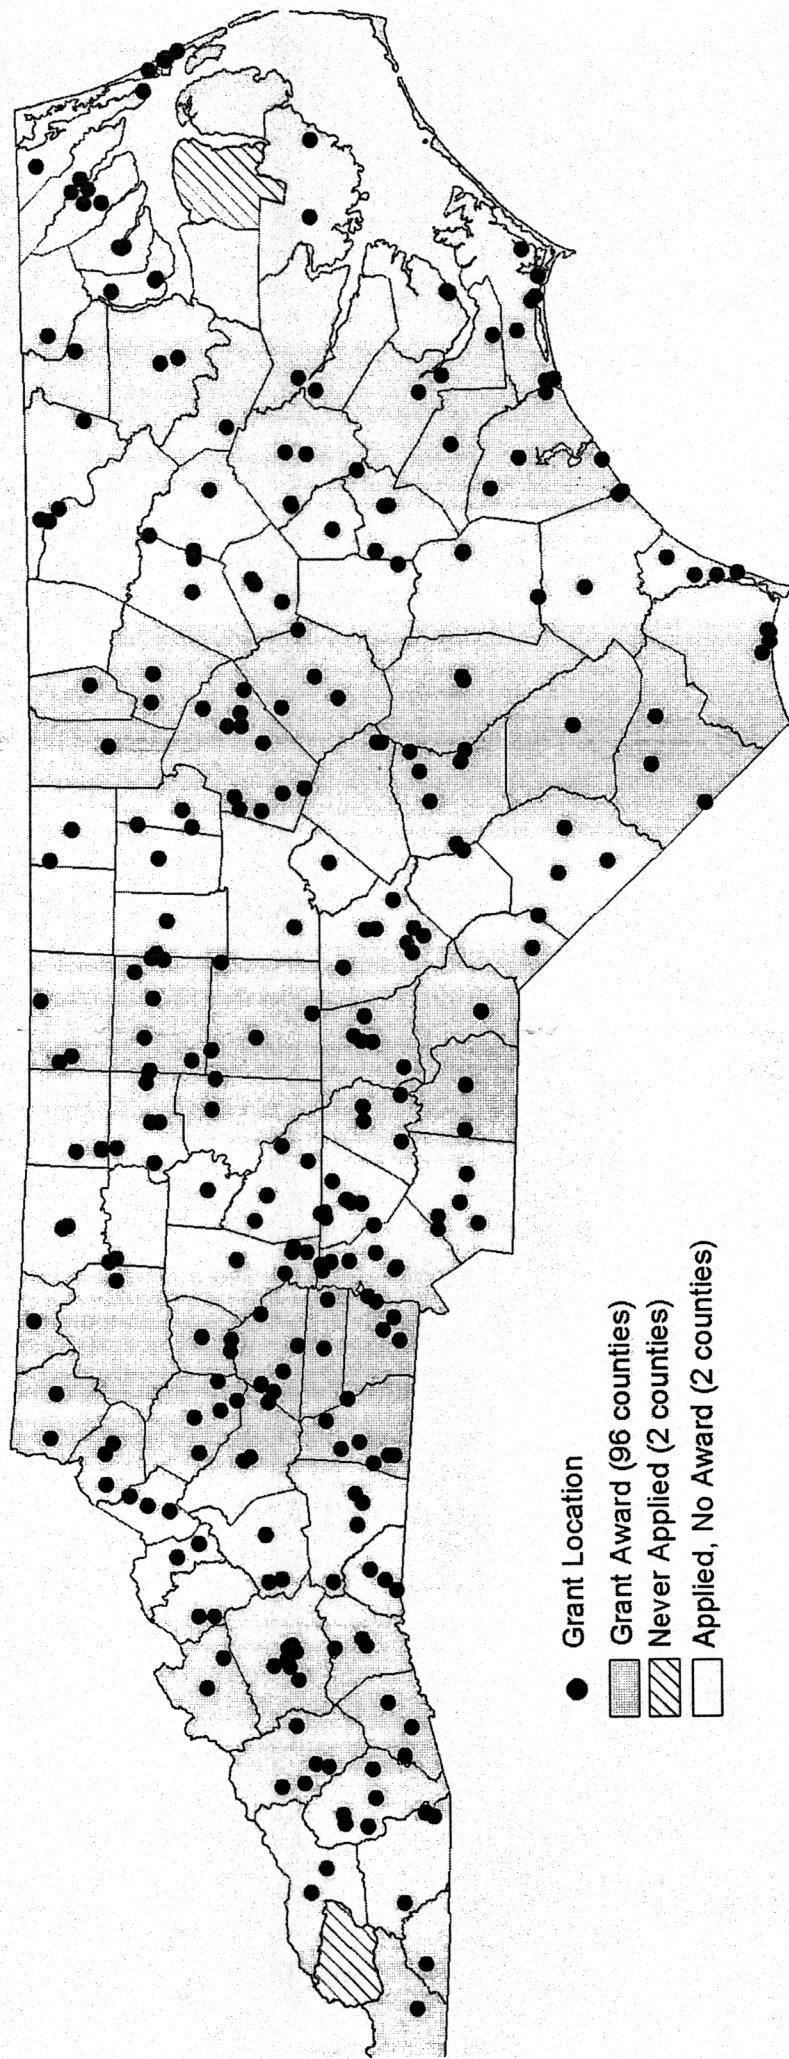 Grant Location
Grant Award (96 counties)
Never Applied (2 counties)
Applied, No Award (2 counties)